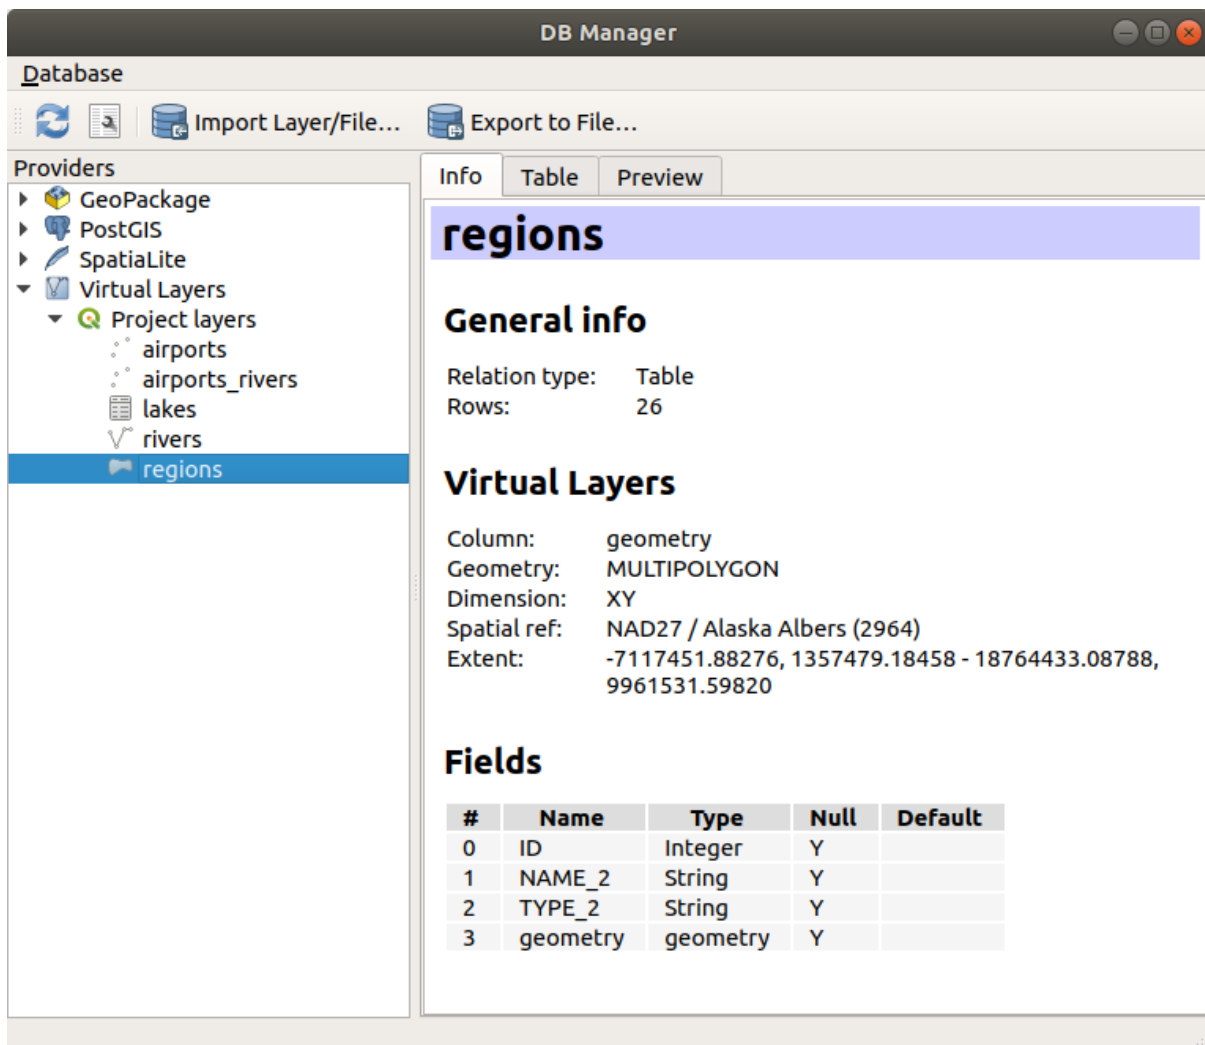 DB Manager
Database
Import Layer/File... Export to File...
Providers
GeoPackage
PostGIS
SpatiaLite
Virtual Layers
Project layers
airports
airports_rivers
lakes
rivers
regions
Info Table Preview
regions
General info
Relation type: Table
Rows: 26
Virtual Layers
Column: geometry
Geometry: MULTIPOLYGON
Dimension: XY
Spatial ref: NAD27 / Alaska Albers (2964)
Extent: -7117451.88276, 1357479.18458 - 18764433.08788,
9961531.59820
Fields
# Name Type Null Default
0 ID Integer Y
1 NAME_2 String Y
2 TYPE_2 String Y
3 geometry geometry Y